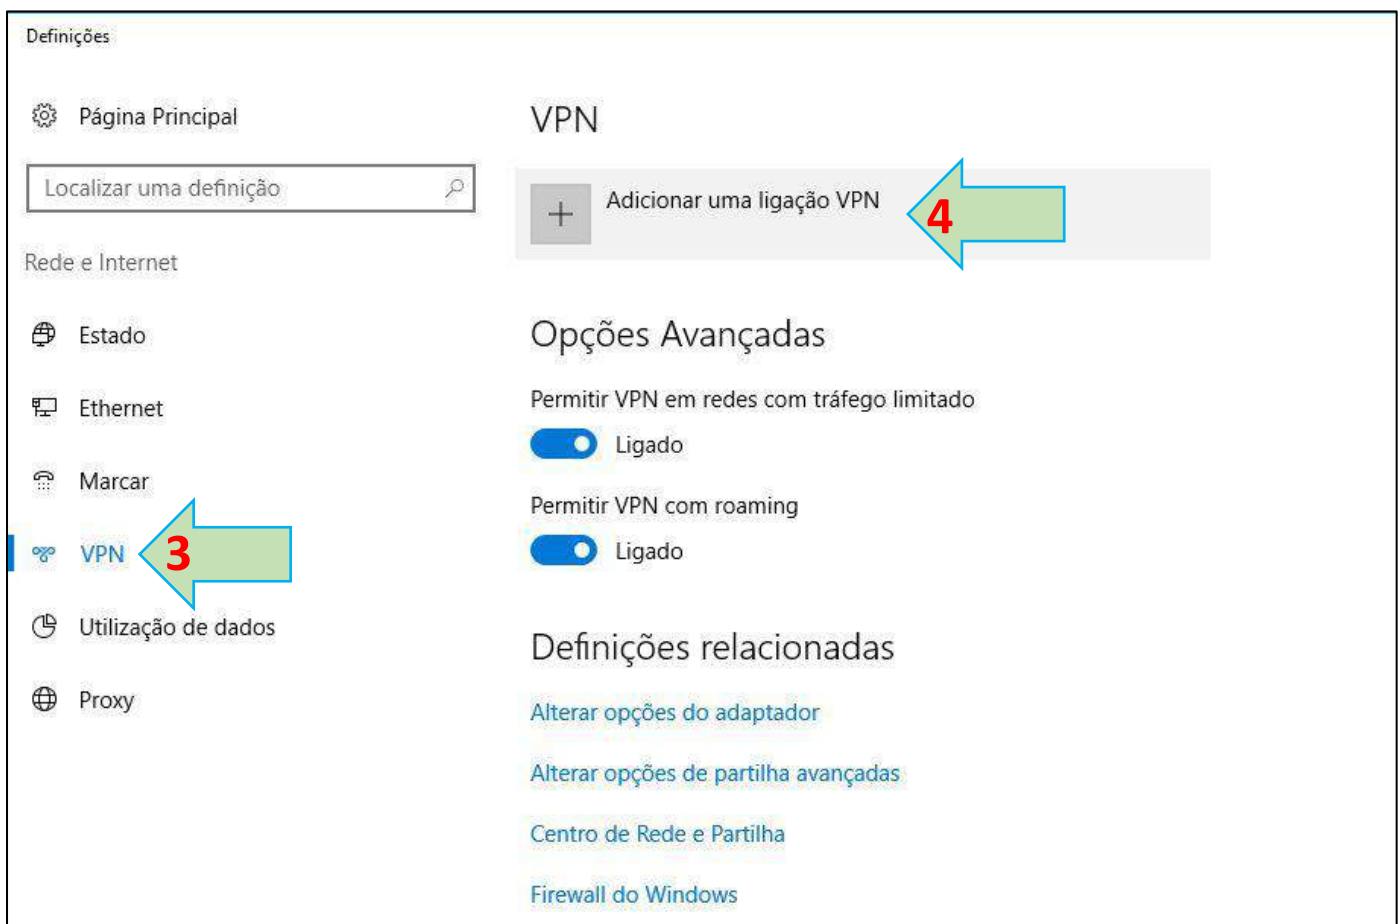 Definições
Página Principal
Localizar uma definição
Rede e Internet
Estado
Ethernet
Marcar
VPN
3
Utilização de dados
Proxy
VPN
Adicionar uma ligação VPN
4
Opções Avançadas
Permitir VPN em redes com tráfego limitado
Ligado
Permitir VPN com roaming
Ligado
Definições relacionadas
Alterar opções do adaptador
Alterar opções de partilha avançadas
Centro de Rede e Partilha
Firewall do Windows